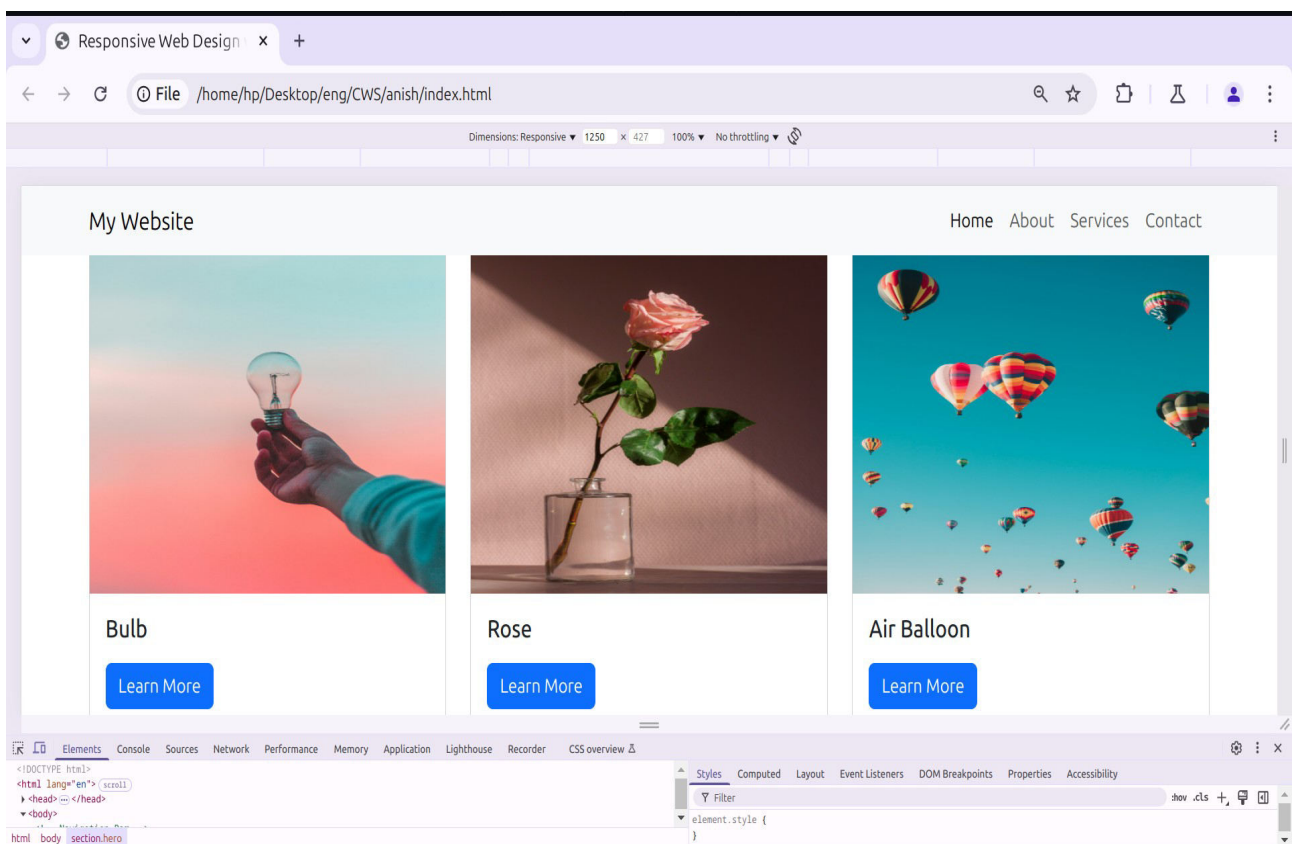 Responsive Web Design
File /home/hp/Desktop/eng/CWS/anish/index.html
Dimensions: Responsive ▼ 1250 × 427 100% ▼ No throttling ▼
My Website
Home About Services Contact
Bulb
Rose
Air Balloon
Learn More
Learn More
Learn More
Elements Console Sources Network Performance Memory Application Lighthouse Recorder CSS overview
<!DOCTYPE html>
<html lang="en"> scroll
▶ <head> ⋯ </head>
▼ <body>
html body section.hero
Styles Computed Layout Event Listeners DOM Breakpoints Properties Accessibility
Filter
:hov .cls +
element.style {
}